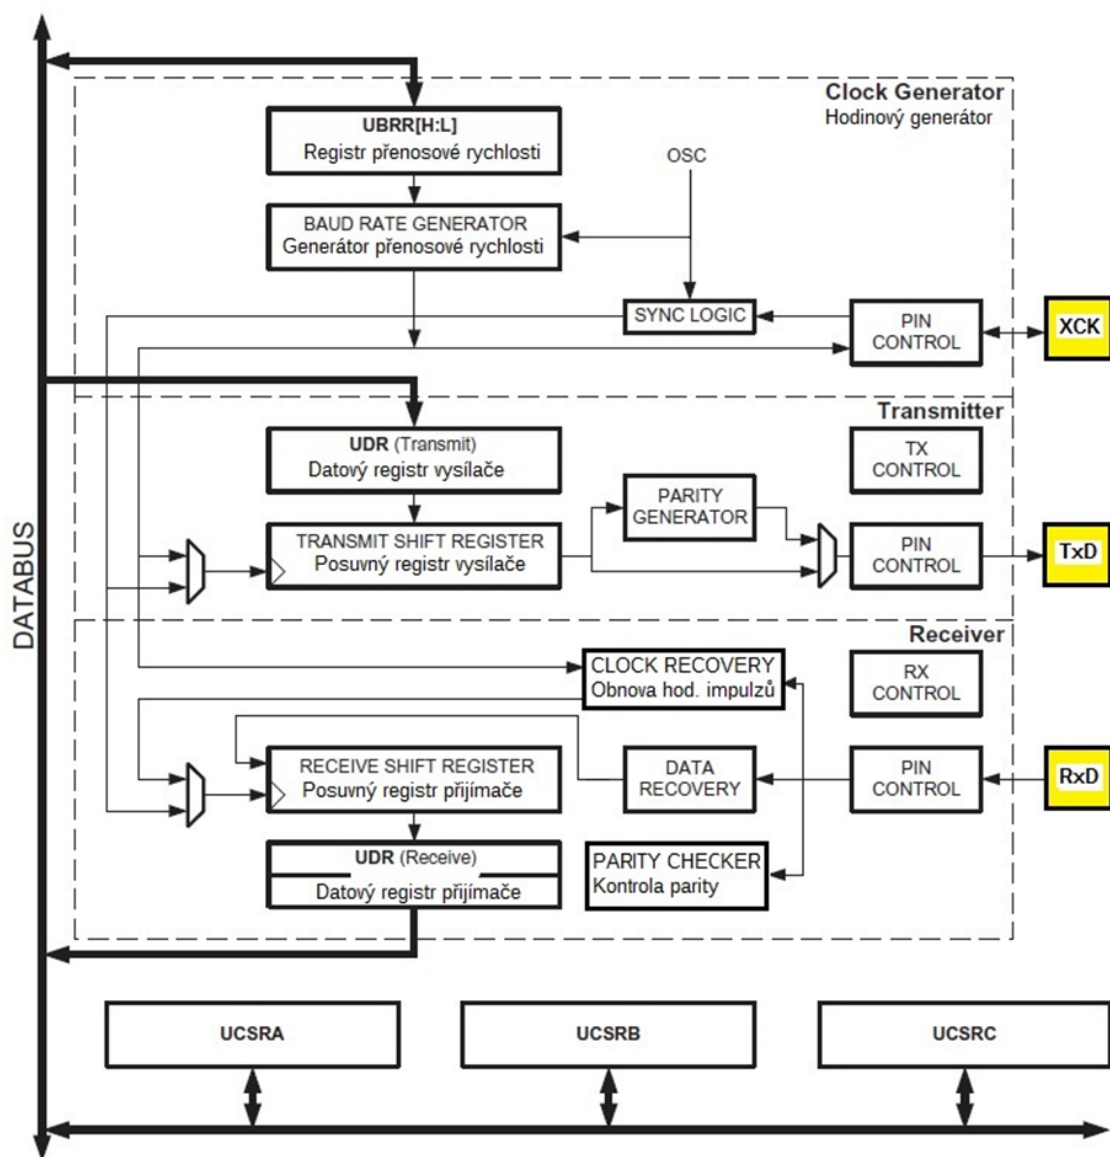 Clock Generator
Hodinový generátor
UBRR[H:L]
Registr přenosové rychlosti
OSC
BAUD RATE GENERATOR
Generátor přenosové rychlosti
SYNC LOGIC
PIN
CONTROL
XCK
Transmitter
UDR (Transmit)
Datový registr vysílače
TX
CONTROL
PARITY
GENERATOR
TRANSMIT SHIFT REGISTER
Posuvný registr vysílače
PIN
CONTROL
TxD
DATABUS
Receiver
CLOCK RECOVERY
Obnova hod. impulzů
RX
CONTROL
RECEIVE SHIFT REGISTER
Posuvný registr přijímače
DATA
RECOVERY
PIN
CONTROL
RxD
UDR (Receive)
Datový registr přijímače
PARITY CHECKER
Kontrola parity
UCSRA
UCSRB
UCSRC